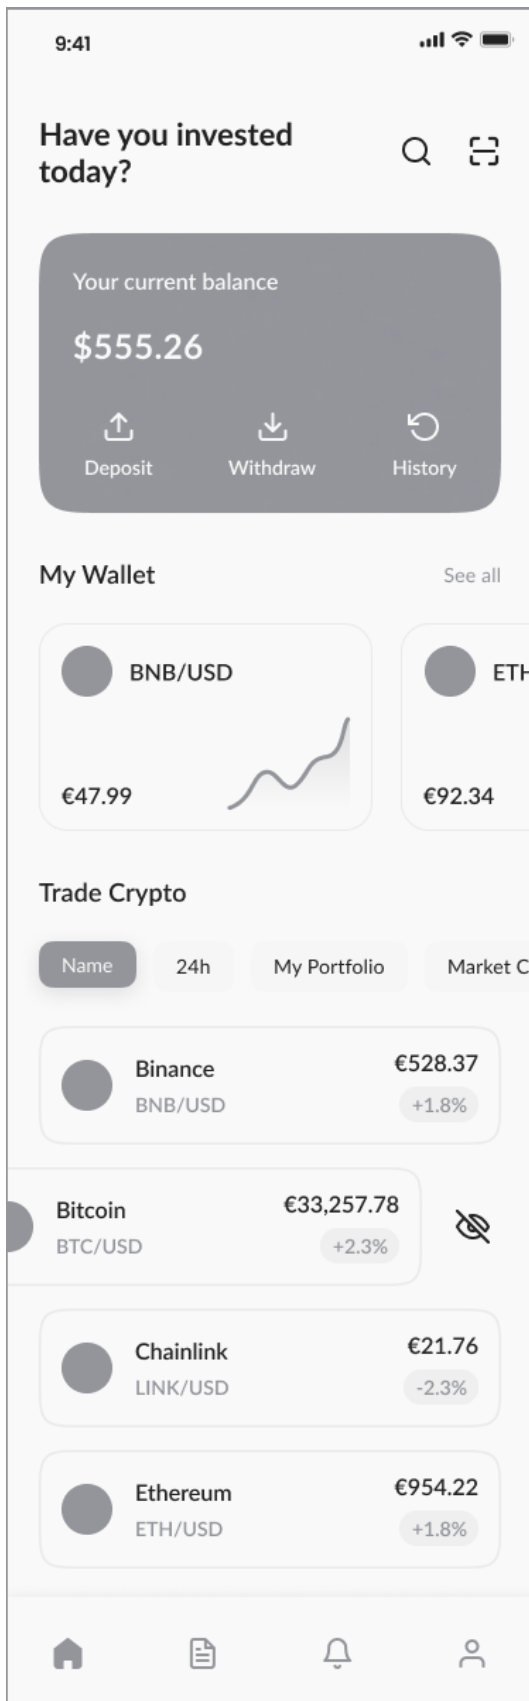 9:41
Have you invested
today?
Your current balance
$555.26
Deposit Withdraw History
My Wallet See all
BNB/USD ETH
€47.99 €92.34
Trade Crypto
Name 24h My Portfolio Market C
Binance €528.37
BNB/USD +1.8%
Bitcoin €33,257.78
BTC/USD +2.3%
Chainlink €21.76
LINK/USD -2.3%
Ethereum €954.22
ETH/USD +1.8%